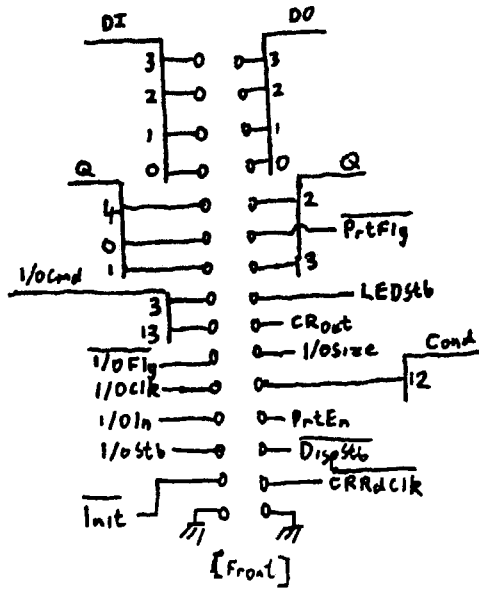 DI DO
3 3
2 2
1 1
0 0
Q Q
4 2
0 PrtFlg
1 3
I/OCmd
3 LEDStb
13 CROut
I/OFlg I/OSize
Cond
I/OClk 12
I/OIn PrtEn
I/OStb DispStb
CRRdClk
Init
[Front]